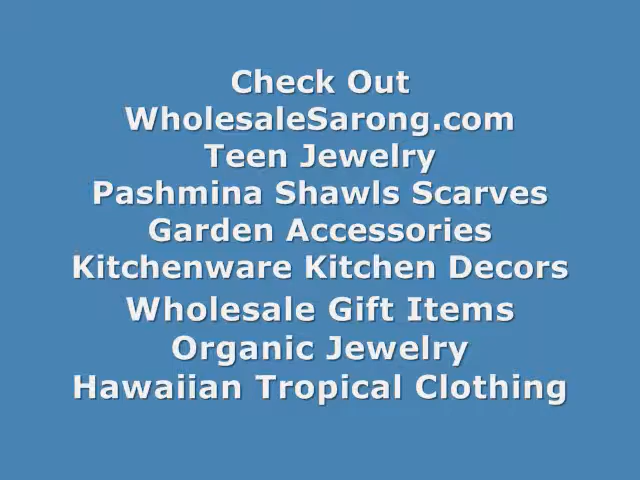 Check Out
WholesaleSarong.com
Teen Jewelry
Pashmina Shawls Scarves
Garden Accessories
Kitchenware Kitchen Decors
Wholesale Gift Items
Organic Jewelry
Hawaiian Tropical Clothing